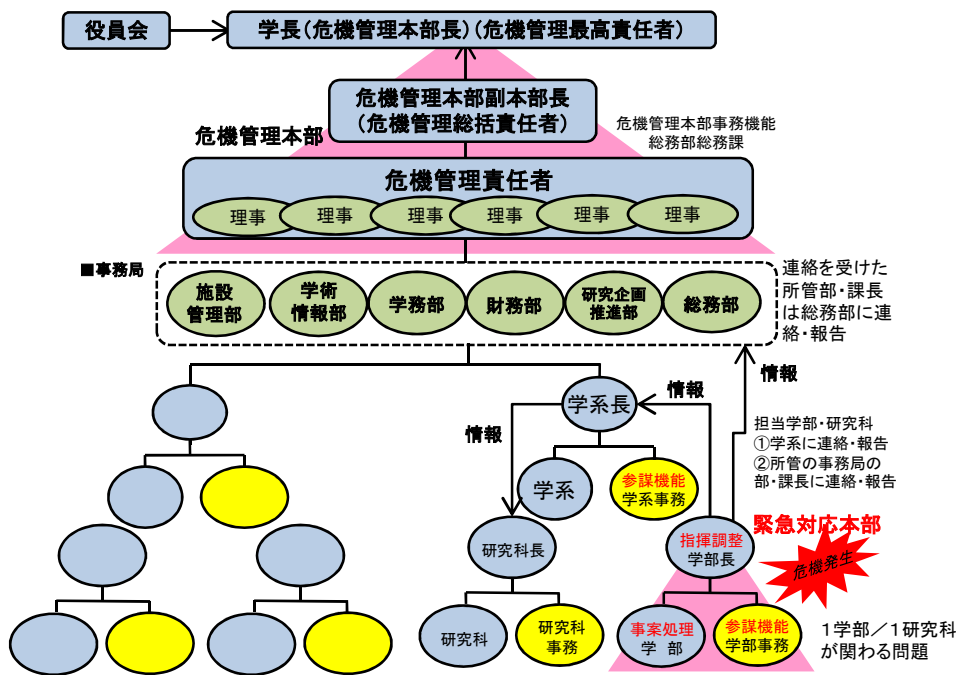 役員会
学長(危機管理本部長)(危機管理最高責任者)
危機管理本部副本部長
(危機管理総括責任者)
危機管理本部
危機管理本部事務機能
総務部総務課
危機管理責任者
理事
理事
理事
理事
理事
理事
■事務局
施設
管理部
学術
情報部
学務部
財務部
研究企画
推進部
総務部
連絡を受けた
所管部・課長
は総務部に連
絡・報告
情報
情報
情報
学系長
担当学部・研究科
①学系に連絡・報告
②所管の事務局の
部・課長に連絡・報告
学系
参謀機能
学系事務
緊急対応本部
研究科長
指揮調整
学部長
危機発生
研究科
研究科
事務
事案処理
学 部
参謀機能
学部事務
1学部/1研究科
が関わる問題